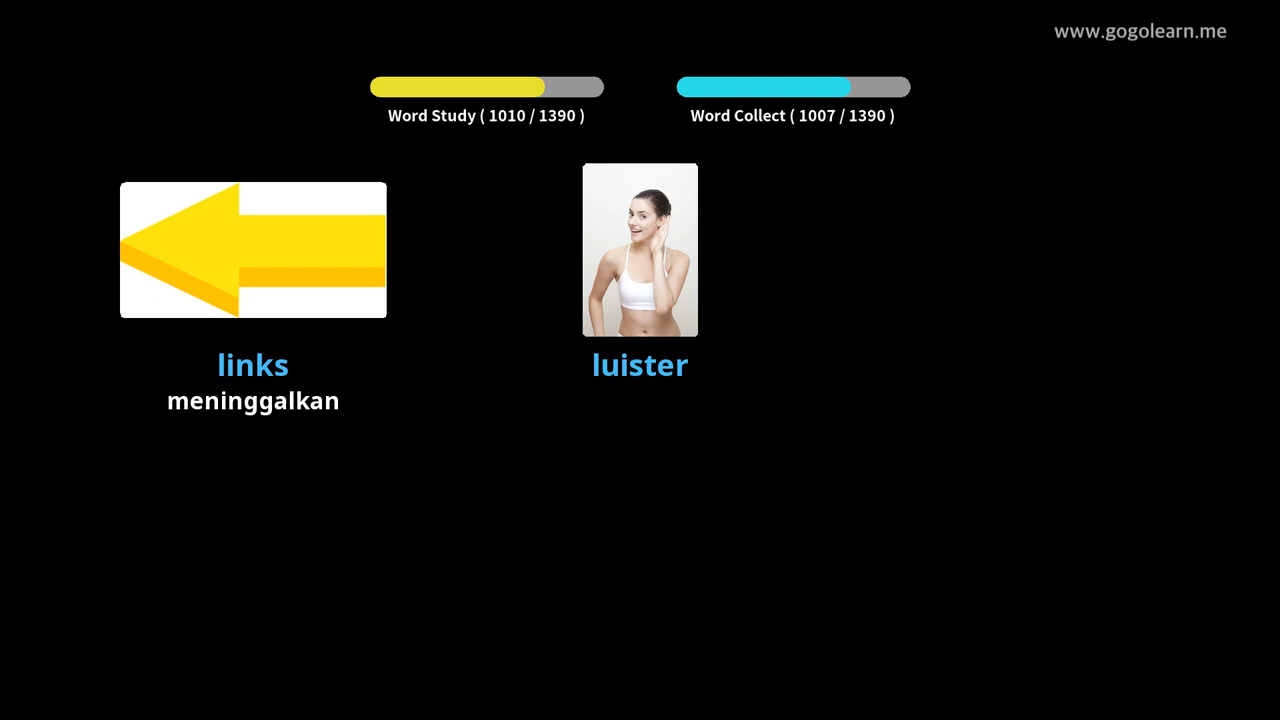 www.gogolearn.me
Word Study ( 1010 / 1390 )
Word Collect ( 1007 / 1390 )
links
meninggalkan
luister